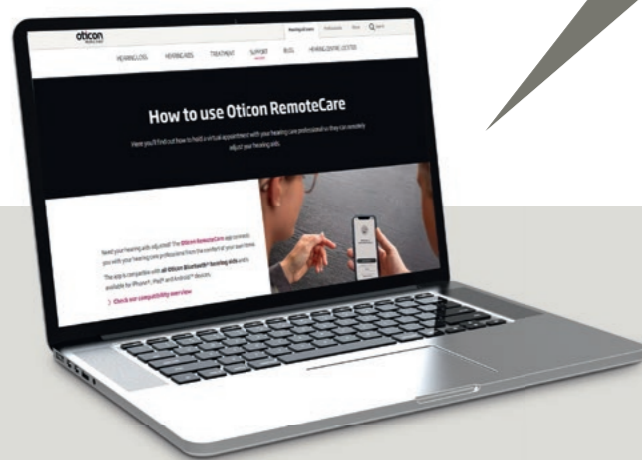 oticon
HEARING LOSS HEARING AIDS TREATMENT SUPPORT BLOG HEARING CENTRE LOCATOR
How to use Oticon RemoteCare
Here you'll find out how to hold a virtual appointment with your hearing care professional so they can remotely
adjust your hearing aids.
Need your hearing aids adjusted? The Oticon RemoteCare app connects
you with your hearing care professional from the comfort of your own home.
The app is compatible with all Oticon Bluetooth® hearing aids and is
available for iPhone®, iPad® and Android™ devices.
> Check our compatibility overview